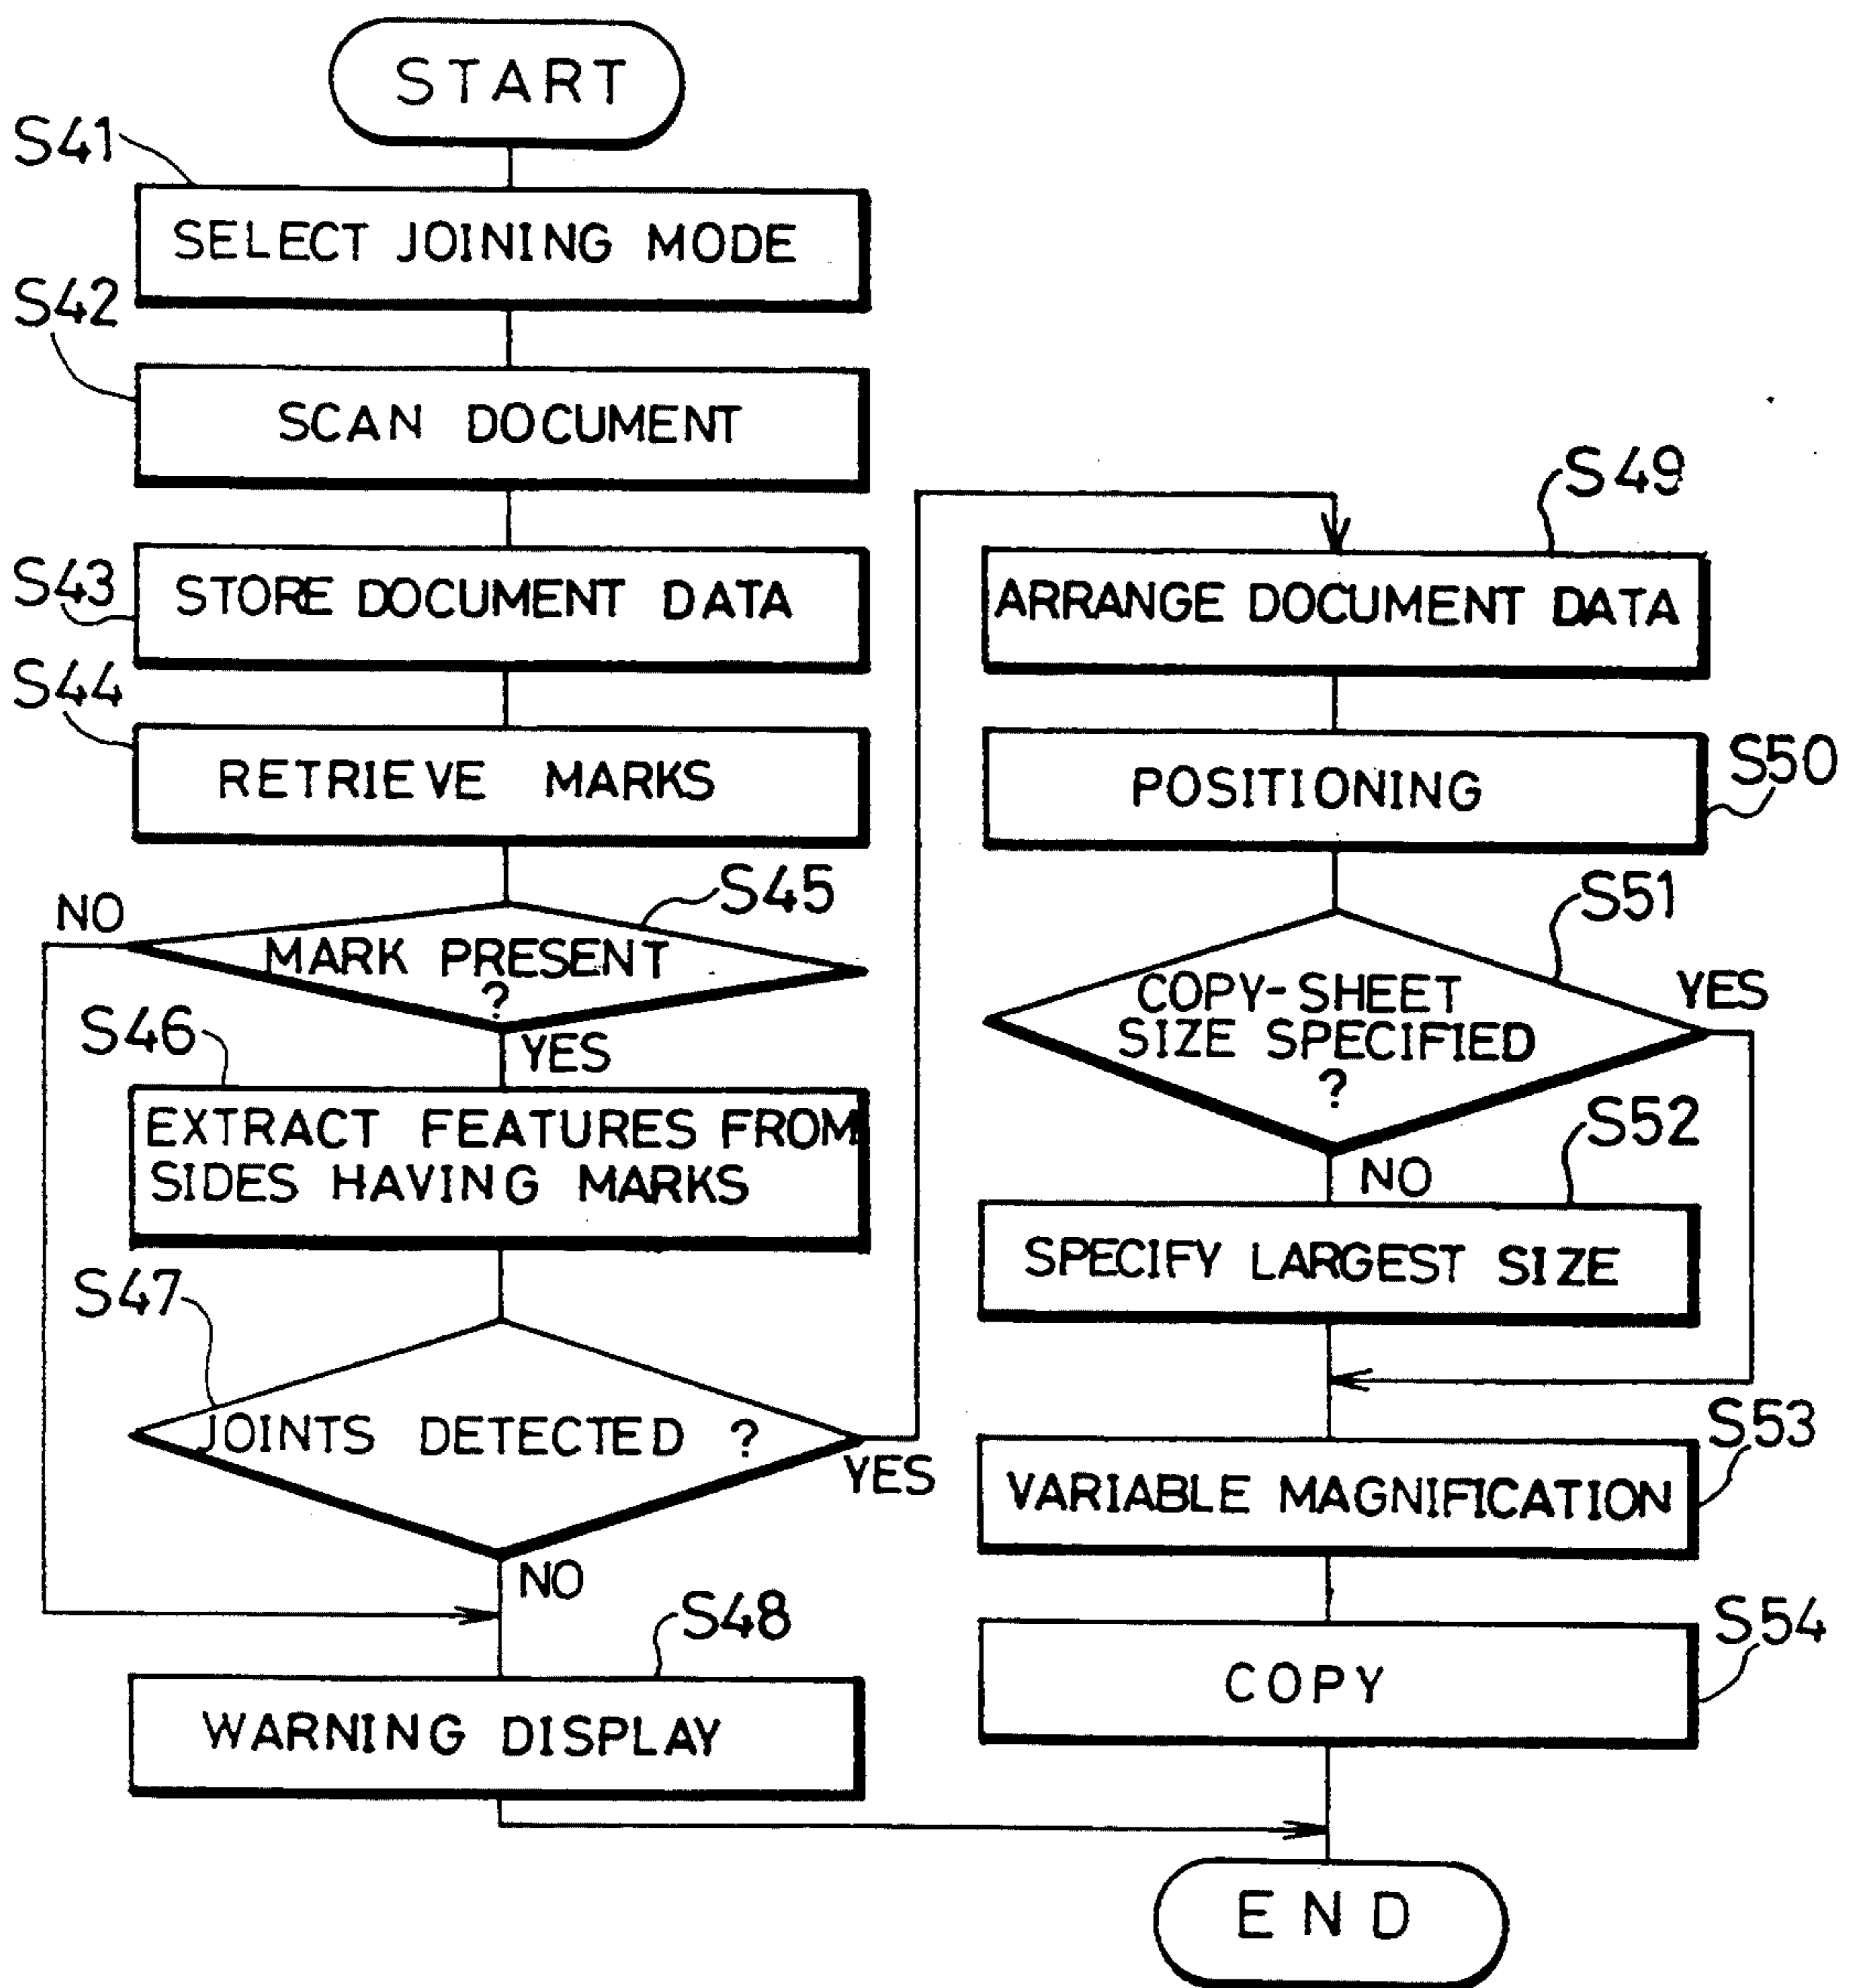 START
S41
SELECT JOINING MODE
S42
SCAN DOCUMENT
S43
STORE DOCUMENT DATA
S44
RETRIEVE MARKS
S45
NO
MARK PRESENT
?
YES
S46
EXTRACT FEATURES FROM
SIDES HAVING MARKS
S47
JOINTS DETECTED ?
YES
NO
S48
WARNING DISPLAY
S49
ARRANGE DOCUMENT DATA
S50
POSITIONING
S51
COPY-SHEET
SIZE SPECIFIED
?
YES
NO
S52
SPECIFY LARGEST SIZE
S53
VARIABLE MAGNIFICATION
S54
COPY
END